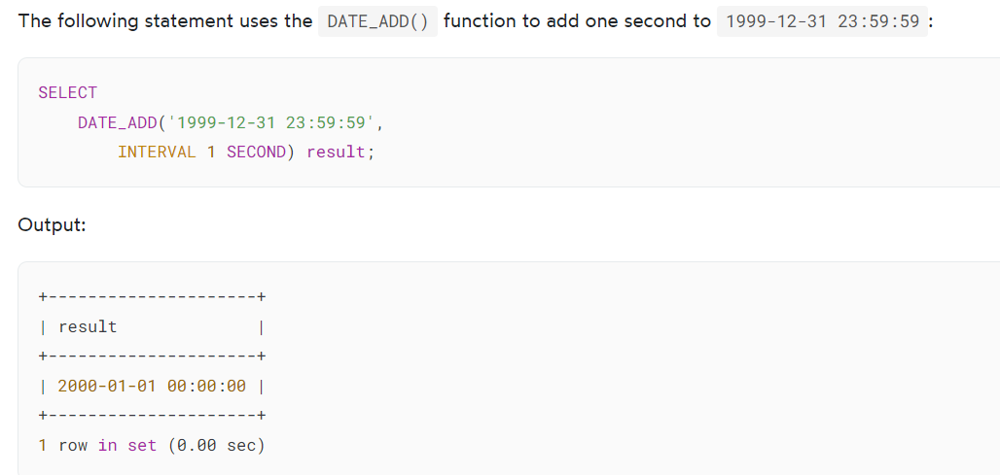 The following statement uses the DATE_ADD() function to add one second to 1999-12-31 23:59:59 :
SELECT
    DATE_ADD('1999-12-31 23:59:59',
        INTERVAL 1 SECOND) result;
Output:
+---------------------+
| result              |
+---------------------+
| 2000-01-01 00:00:00 |
+---------------------+
1 row in set (0.00 sec)